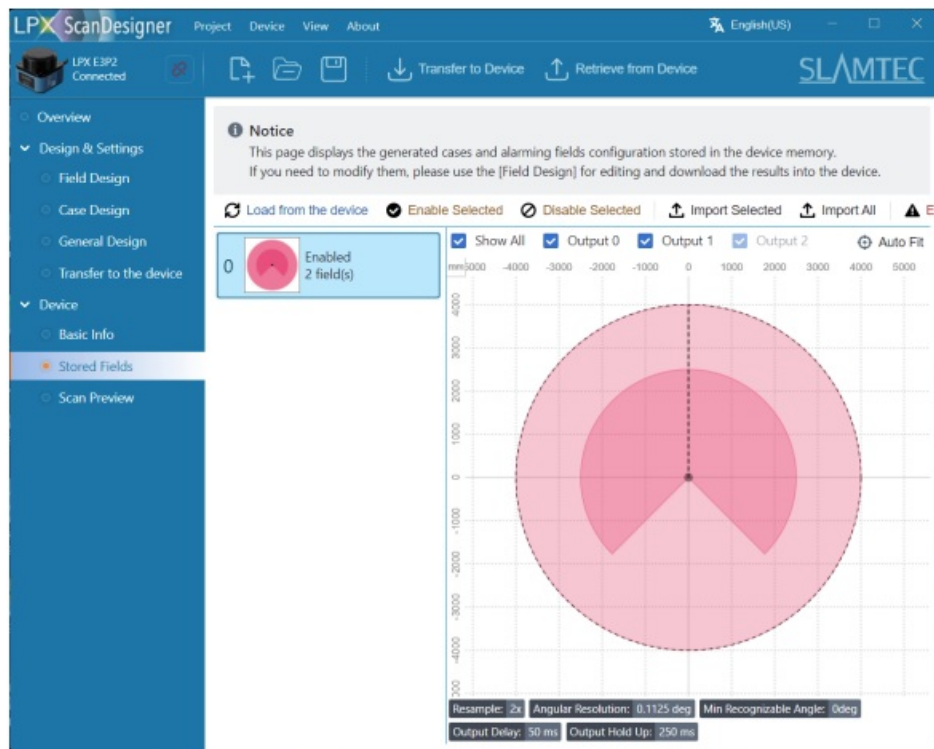 LPX ScanDesigner Project Device View About English(US)
LPX E3P2
Connected
Transfer to Device Retrieve from Device SLAMTEC
Overview
Design & Settings
Field Design
Case Design
General Design
Transfer to the device
Device
Basic Info
Stored Fields
Scan Preview
Notice
This page displays the generated cases and alarming fields configuration stored in the device memory.
If you need to modify them, please use the [Field Design] for editing and download the results into the device.
Load from the device Enable Selected Disable Selected Import Selected Import All E
0 Enabled
2 field(s)
Show All Output 0 Output 1 Output 2 Auto Fit
mm 5000 -4000 -3000 -2000 -1000 0 1000 2000 3000 4000 5000
4000
3000
2000
1000
0
-1000
-2000
-3000
-4000
Resample: 2x Angular Resolution: 0.1125 deg Min Recognizable Angle: 0deg
Output Delay: 50 ms Output Hold Up: 250 ms